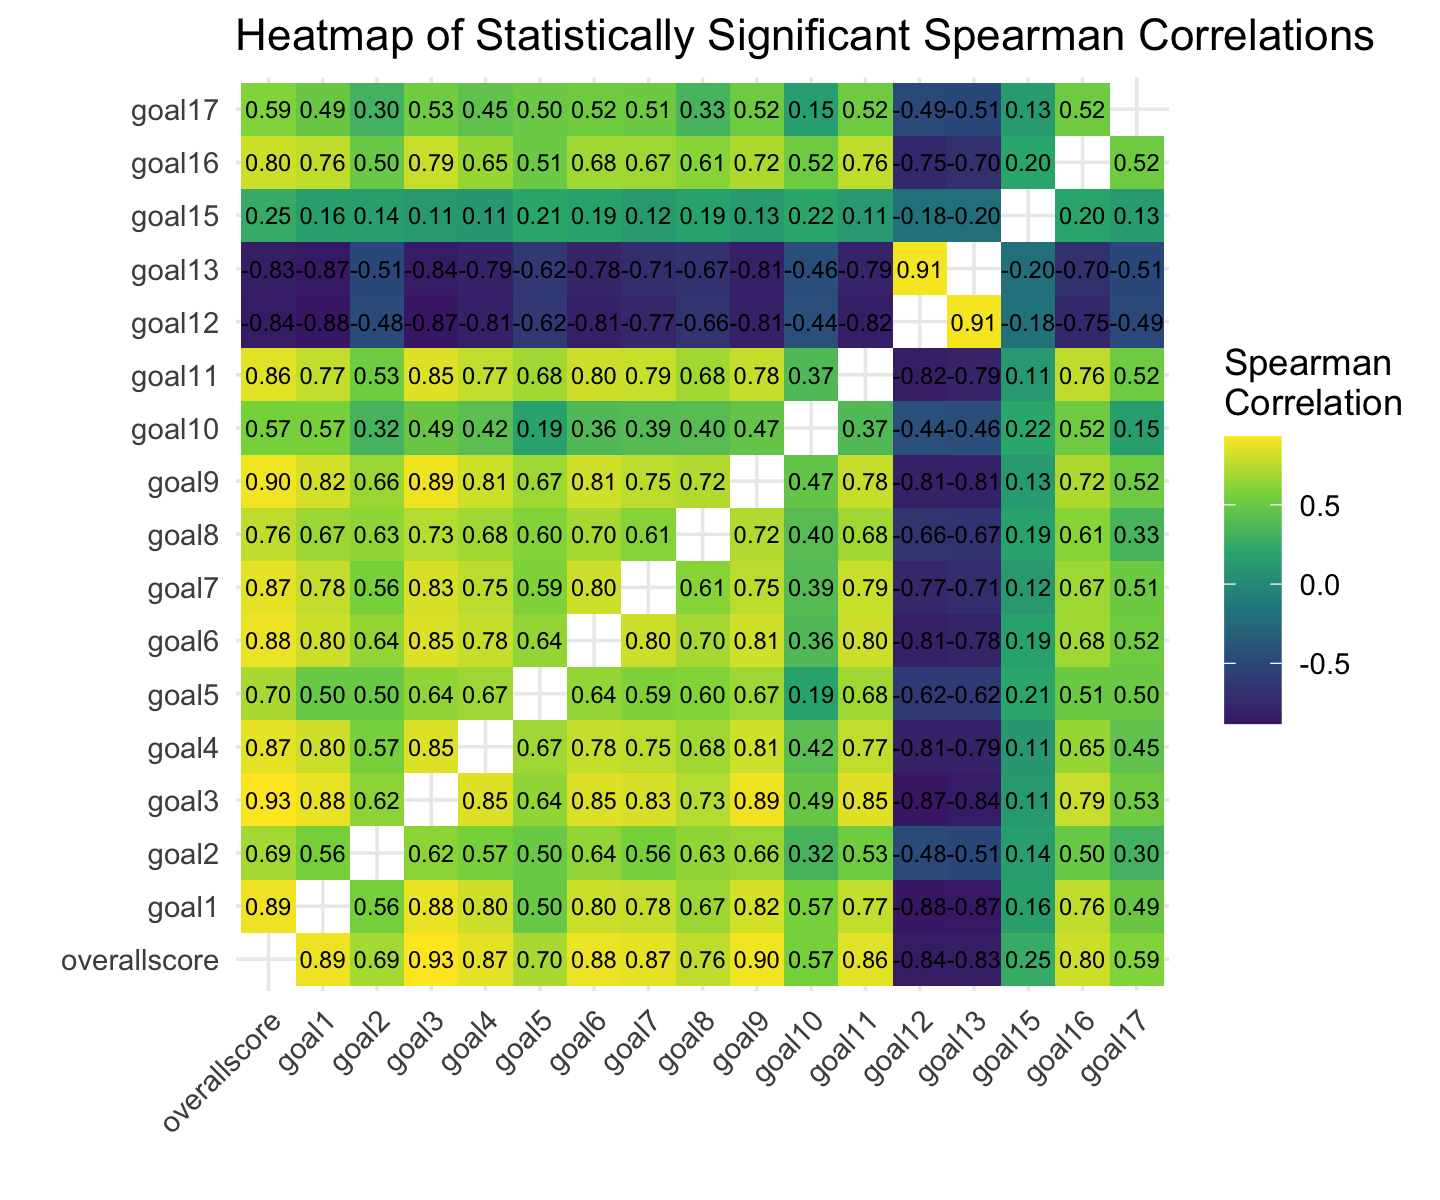 Heatmap of Statistically Significant Spearman Correlations
goal17 0.59 0.49 0.30 0.53 0.45 0.50 0.52 0.51 0.33 0.52 0.15 0.52 -0.49 -0.51 0.13 0.52
goal16 0.80 0.76 0.50 0.79 0.65 0.51 0.68 0.67 0.61 0.72 0.52 0.76 -0.75 -0.70 0.20 0.52
goal15 0.25 0.16 0.14 0.11 0.11 0.21 0.19 0.12 0.19 0.13 0.22 0.11 -0.18 -0.20 0.20 0.13
goal13 -0.83 -0.87 -0.51 -0.84 -0.79 -0.62 -0.78 -0.71 -0.67 -0.81 -0.46 -0.79 0.91 -0.20 -0.70 -0.51
goal12 -0.84 -0.88 -0.48 -0.87 -0.81 -0.62 -0.81 -0.77 -0.66 -0.81 -0.44 -0.82 0.91 -0.18 -0.75 -0.49
goal11 0.86 0.77 0.53 0.85 0.77 0.68 0.80 0.79 0.68 0.78 0.37 -0.82 -0.79 0.11 0.76 0.52
goal10 0.57 0.57 0.32 0.49 0.42 0.19 0.36 0.39 0.40 0.47 0.37 -0.44 -0.46 0.22 0.52 0.15
goal9 0.90 0.82 0.66 0.89 0.81 0.67 0.81 0.75 0.72 0.47 0.78 -0.81 -0.81 0.13 0.72 0.52
goal8 0.76 0.67 0.63 0.73 0.68 0.60 0.70 0.61 0.72 0.40 0.68 -0.66 -0.67 0.19 0.61 0.33
goal7 0.87 0.78 0.56 0.83 0.75 0.59 0.80 0.61 0.75 0.39 0.79 -0.77 -0.71 0.12 0.67 0.51
goal6 0.88 0.80 0.64 0.85 0.78 0.64 0.80 0.70 0.81 0.36 0.80 -0.81 -0.78 0.19 0.68 0.52
goal5 0.70 0.50 0.50 0.64 0.67 0.64 0.59 0.60 0.67 0.19 0.68 -0.62 -0.62 0.21 0.51 0.50
goal4 0.87 0.80 0.57 0.85 0.67 0.78 0.75 0.68 0.81 0.42 0.77 -0.81 -0.79 0.11 0.65 0.45
goal3 0.93 0.88 0.62 0.85 0.64 0.85 0.83 0.73 0.89 0.49 0.85 -0.87 -0.84 0.11 0.79 0.53
goal2 0.69 0.56 0.62 0.57 0.50 0.64 0.56 0.63 0.66 0.32 0.53 -0.48 -0.51 0.14 0.50 0.30
goal1 0.89 0.56 0.88 0.80 0.50 0.80 0.78 0.67 0.82 0.57 0.77 -0.88 -0.87 0.16 0.76 0.49
overallscore 0.89 0.69 0.93 0.87 0.70 0.88 0.87 0.76 0.90 0.57 0.86 -0.84 -0.83 0.25 0.80 0.59
overallscore goal1 goal2 goal3 goal4 goal5 goal6 goal7 goal8 goal9 goal10 goal11 goal12 goal13 goal15 goal16 goal17
Spearman
Correlation
0.5
0.0
-0.5